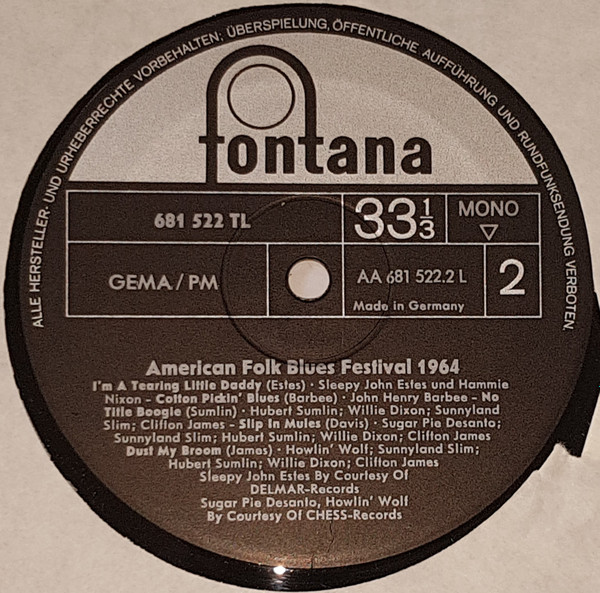 ALLE HERSTELLER- UND URHEBERRECHTE VORBEHALTEN; ÜBERSPIELUNG, ÖFFENTLICHE AUFFÜHRUNG UND RUNDFUNKSENDUNG VERBOTEN.
fontana
681 522 TL
33 1/3
MONO
▽
GEMA / PM
AA 681 522.2 L
Made in Germany
2
American Folk Blues Festival 1964
I'm A Tearing Little Daddy (Estes) · Sleepy John Estes und Hammie
Nixon - Cotton Pickin' Blues (Barbee) · John Henry Barbee - No
Title Boogie (Sumlin) · Hubert Sumlin; Willie Dixon; Sunnyland
Slim; Clifton James - Slip In Mules (Davis) · Sugar Pie Desanto;
Sunnyland Slim; Hubert Sumlin; Willie Dixon; Clifton James
Dust My Broom (James) · Howlin' Wolf; Sunnyland Slim;
Hubert Sumlin; Willie Dixon; Clifton James
Sleepy John Estes By Courtesy Of
DELMAR-Records
Sugar Pie Desanto, Howlin' Wolf
By Courtesy Of CHESS-Records